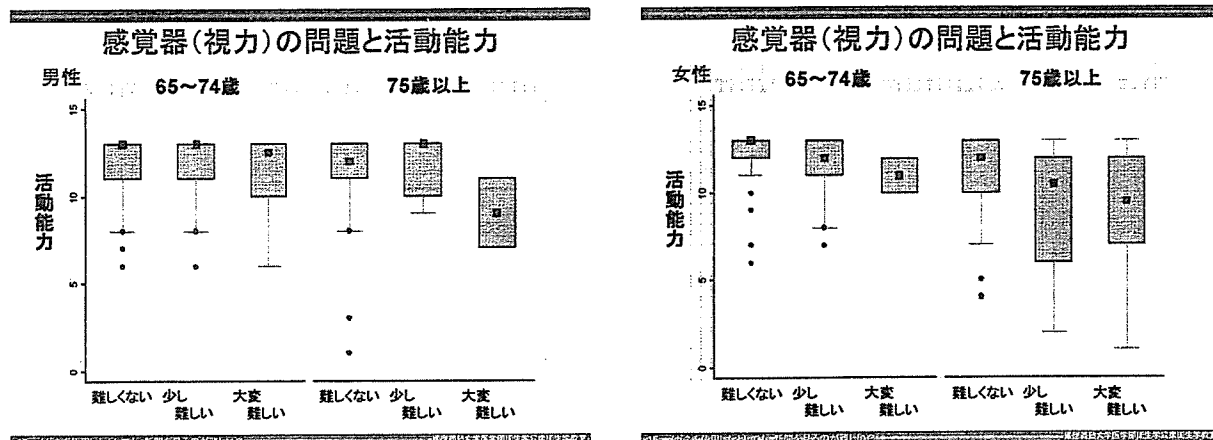 感覚器(視力)の問題と活動能力
男性
65〜74歳
75歳以上
活動能力
15
10
5
0
難しくない
少し
難しい
大変
難しい
難しくない
少し
難しい
大変
難しい
感覚器(視力)の問題と活動能力
女性
65〜74歳
75歳以上
活動能力
15
10
5
0
難しくない
少し
難しい
大変
難しい
難しくない
少し
難しい
大変
難しい